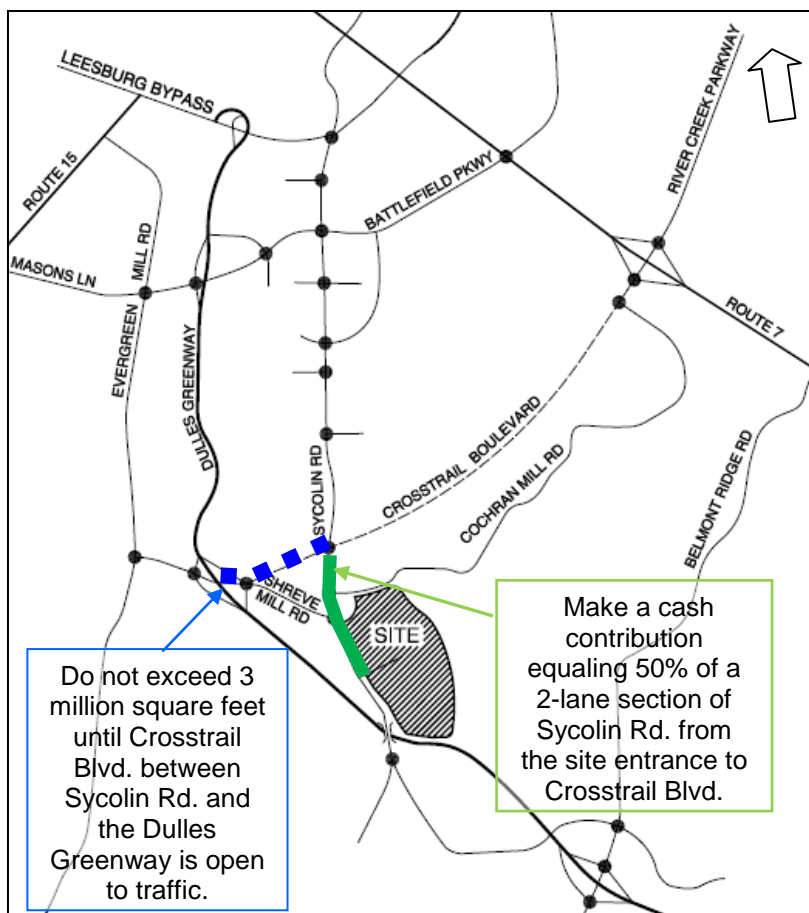 LEESBURG BYPASS
RIVER CREEK PARKWAY
ROUTE 15
BATTLEFIELD PKWY
MASONS LN
EVERGREEN MILL RD
DULLES GREENWAY
ROUTE 7
SYCOLIN RD
CROSSTRAIL BOULEVARD
COCHRAN MILL RD
BELMONT RIDGE RD
SHREVE
MILL RD
SITE
Do not exceed 3
million square feet
until Crosstrail
Blvd. between
Sycolin Rd. and
the Dulles
Greenway is open
to traffic.
Make a cash
contribution
equaling 50% of a
2-lane section of
Sycolin Rd. from
the site entrance to
Crosstrail Blvd.